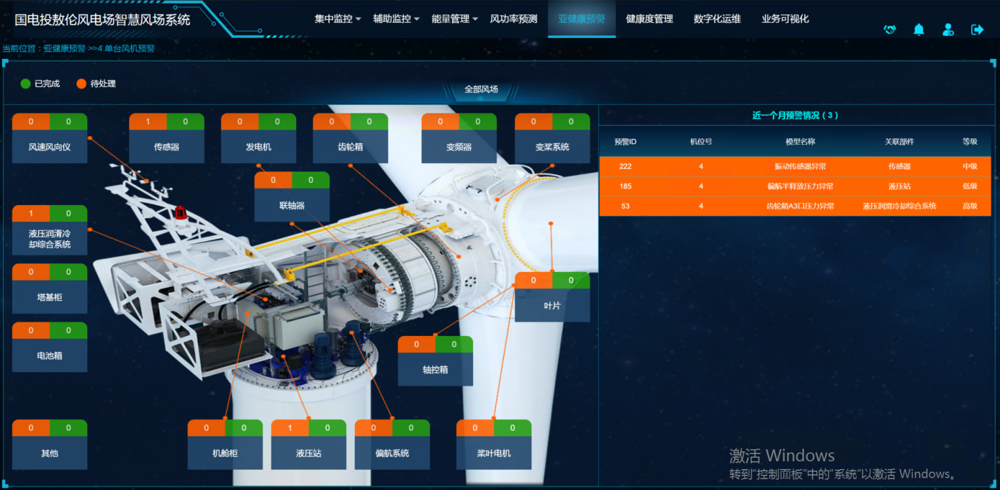 国电投敖伦风电场智慧风场系统
集中监控 辅助监控 能量管理 风功率预测 亚健康预警 健康度管理 数字化运维 业务可视化
当前位置：亚健康预警 >>4 单台风机预警
已完成 待处理
全部风场
0 0
风速风向仪
1 0
传感器
0 0
发电机
0 0
齿轮箱
0 0
变频器
0 0
变桨系统
0 0
联轴器
1 0
液压润滑冷
却综合系统
0 0
塔基柜
0 0
叶片
0 0
电池箱
0 0
轴控箱
0 0
其他
0 0
机舱柜
1 0
液压站
0 0
偏航系统
0 0
桨叶电机
近一个月预警情况 ( 3 )
预警ID 机位号 模型名称 关联部件 等级
222 4 振动传感器异常 传感器 中级
185 4 偏航半释放压力异常 液压站 低级
53 4 齿轮箱A3口压力异常 液压润滑冷却综合系统 高级
激活 Windows
转到"控制面板"中的"系统"以激活 Windows。